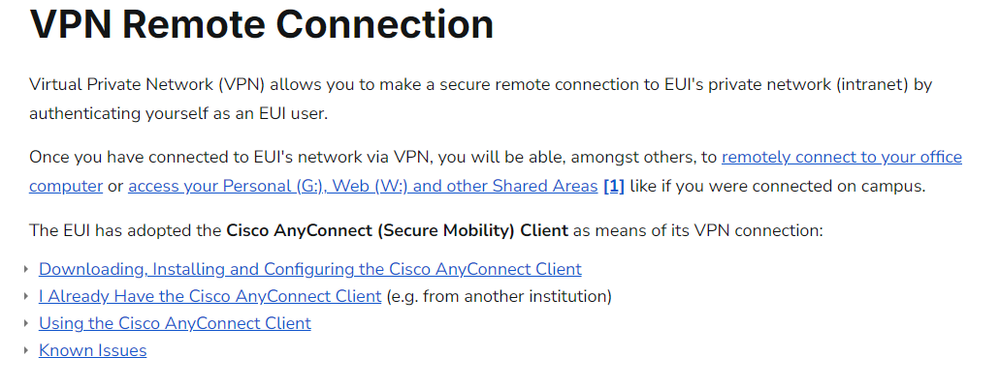 VPN Remote Connection
Virtual Private Network (VPN) allows you to make a secure remote connection to EUI's private network (intranet) by
authenticating yourself as an EUI user.
Once you have connected to EUI's network via VPN, you will be able, amongst others, to remotely connect to your office
computer or access your Personal (G:), Web (W:) and other Shared Areas [1] like if you were connected on campus.
The EUI has adopted the Cisco AnyConnect (Secure Mobility) Client as means of its VPN connection:
Downloading, Installing and Configuring the Cisco AnyConnect Client
I Already Have the Cisco AnyConnect Client (e.g. from another institution)
Using the Cisco AnyConnect Client
Known Issues